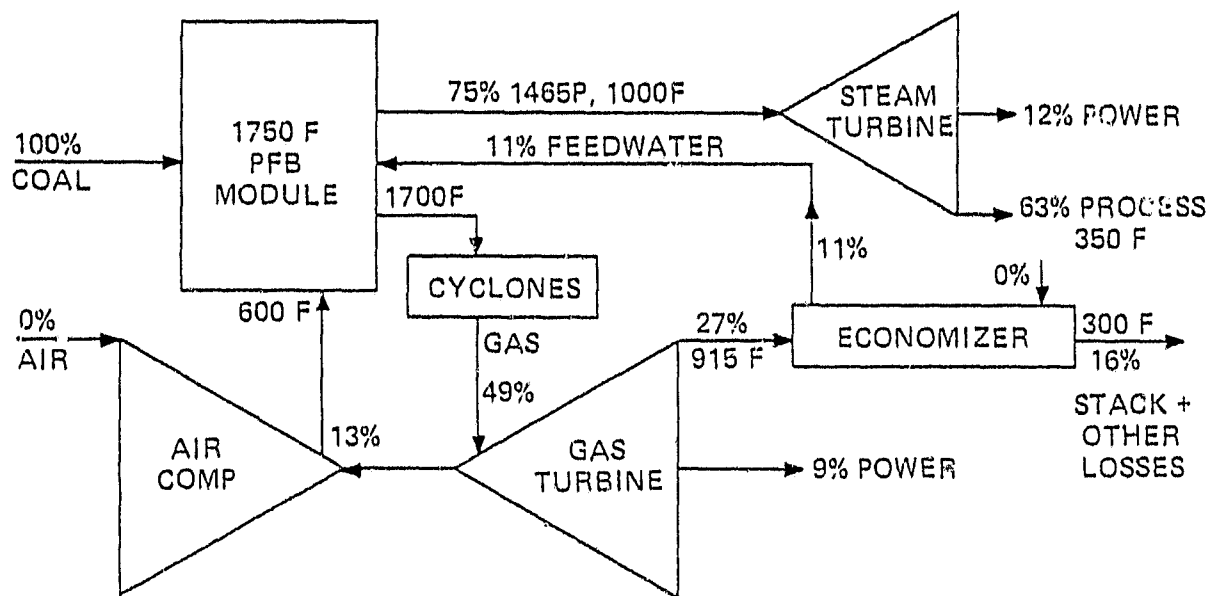 75% 1465P, 1000F
STEAM
TURBINE
12% POWER
100%
COAL
1750 F
PFB
MODULE
11% FEEDWATER
1700F
63% PROCESS
350 F
11%
0%
CYCLONES
600 F
0%
AIR
GAS
27%
915 F
ECONOMIZER
300 F
16%
49%
STACK +
OTHER
LOSSES
13%
AIR
COMP
GAS
TURBINE
9% POWER